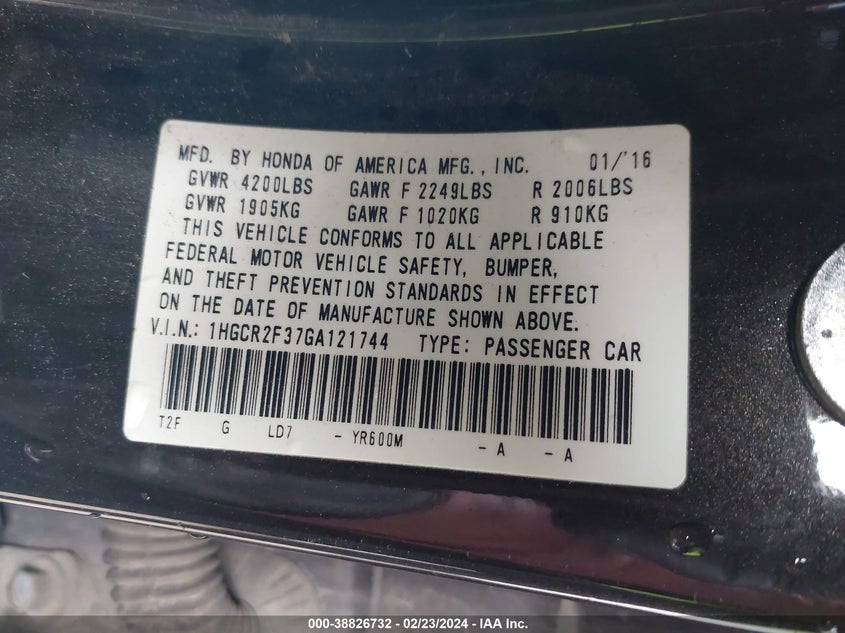 MFD. BY HONDA OF AMERICA MFG., INC. 01/'16
GVWR 4200LBS GAWR F 2249LBS R 2006LBS
GVWR 1905KG GAWR F 1020KG R 910KG
THIS VEHICLE CONFORMS TO ALL APPLICABLE
FEDERAL MOTOR VEHICLE SAFETY, BUMPER,
AND THEFT PREVENTION STANDARDS IN EFFECT
ON THE DATE OF MANUFACTURE SHOWN ABOVE.
V.I.N.: 1HGCR2F37GA121744 TYPE: PASSENGER CAR
T2F G LD7 - YR600M - A - A
000-38826732 - 02/23/2024 - IAA Inc.